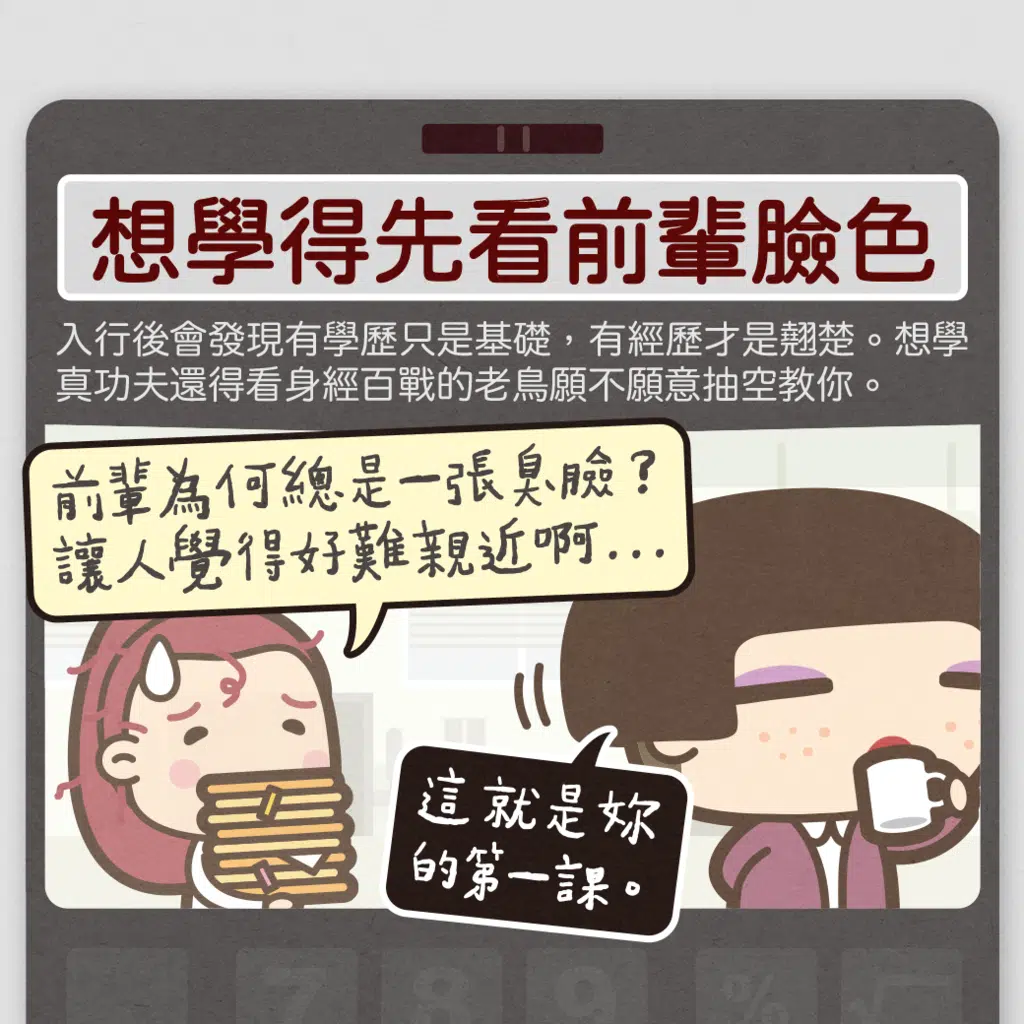 想學得先看前輩臉色
入行後會發現有學歷只是基礎，有經歷才是翹楚。想學
真功夫還得看身經百戰的老鳥願不願意抽空教你。
前輩為何總是一張臭臉？
讓人覺得好難親近啊...
這就是妳
的第一課。
7 8 9 % √